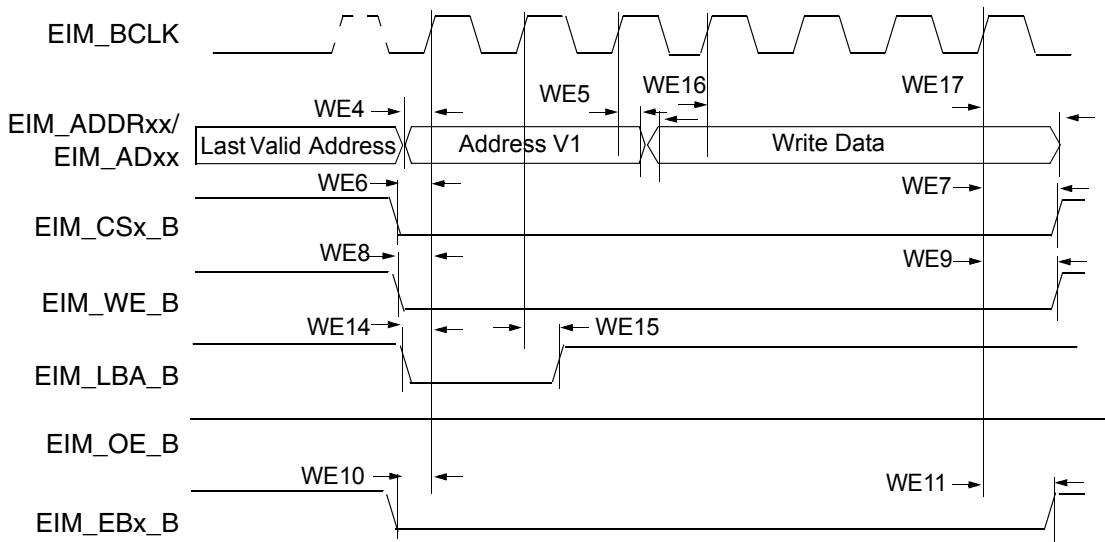 EIM_BCLK
WE5
WE16
WE17
WE4
EIM_ADDRxx/
EIM_ADxx
Last Valid Address
Address V1
Write Data
WE6
WE7
EIM_CSx_B
WE8
WE9
EIM_WE_B
WE14
WE15
EIM_LBA_B
EIM_OE_B
WE10
WE11
EIM_EBx_B